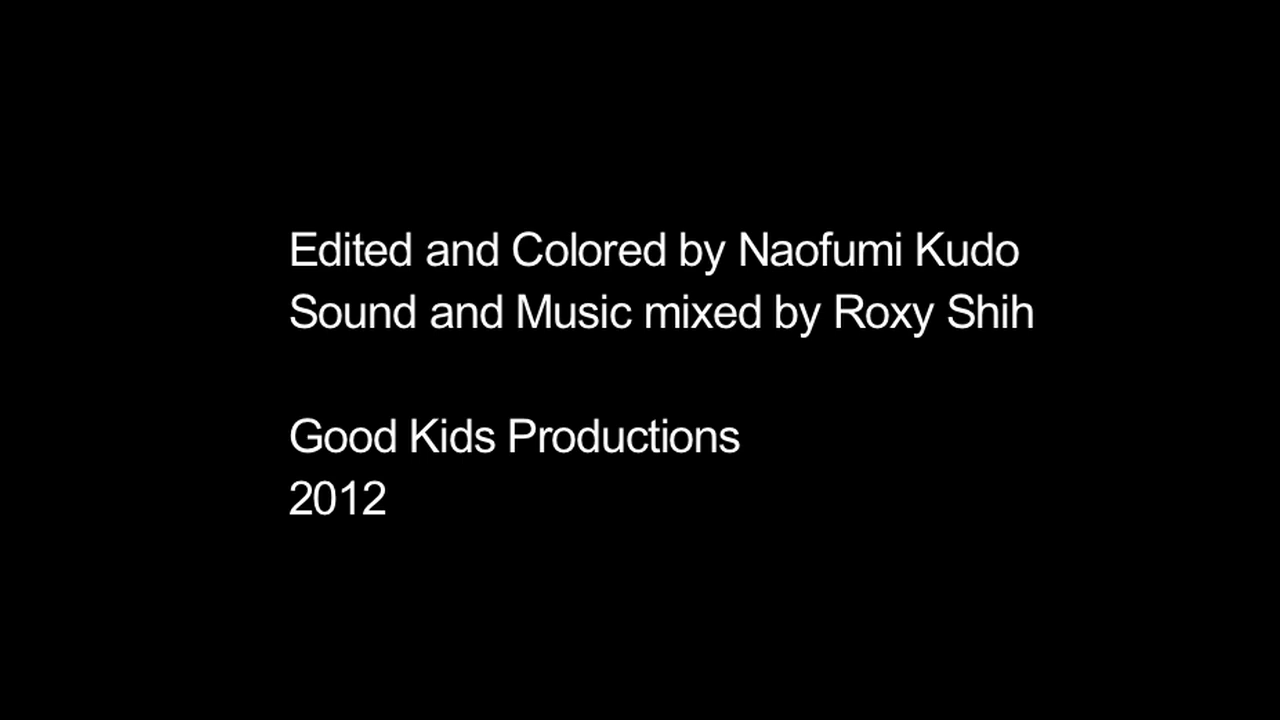 Edited and Colored by Naofumi Kudo
Sound and Music mixed by Roxy Shih
Good Kids Productions
2012